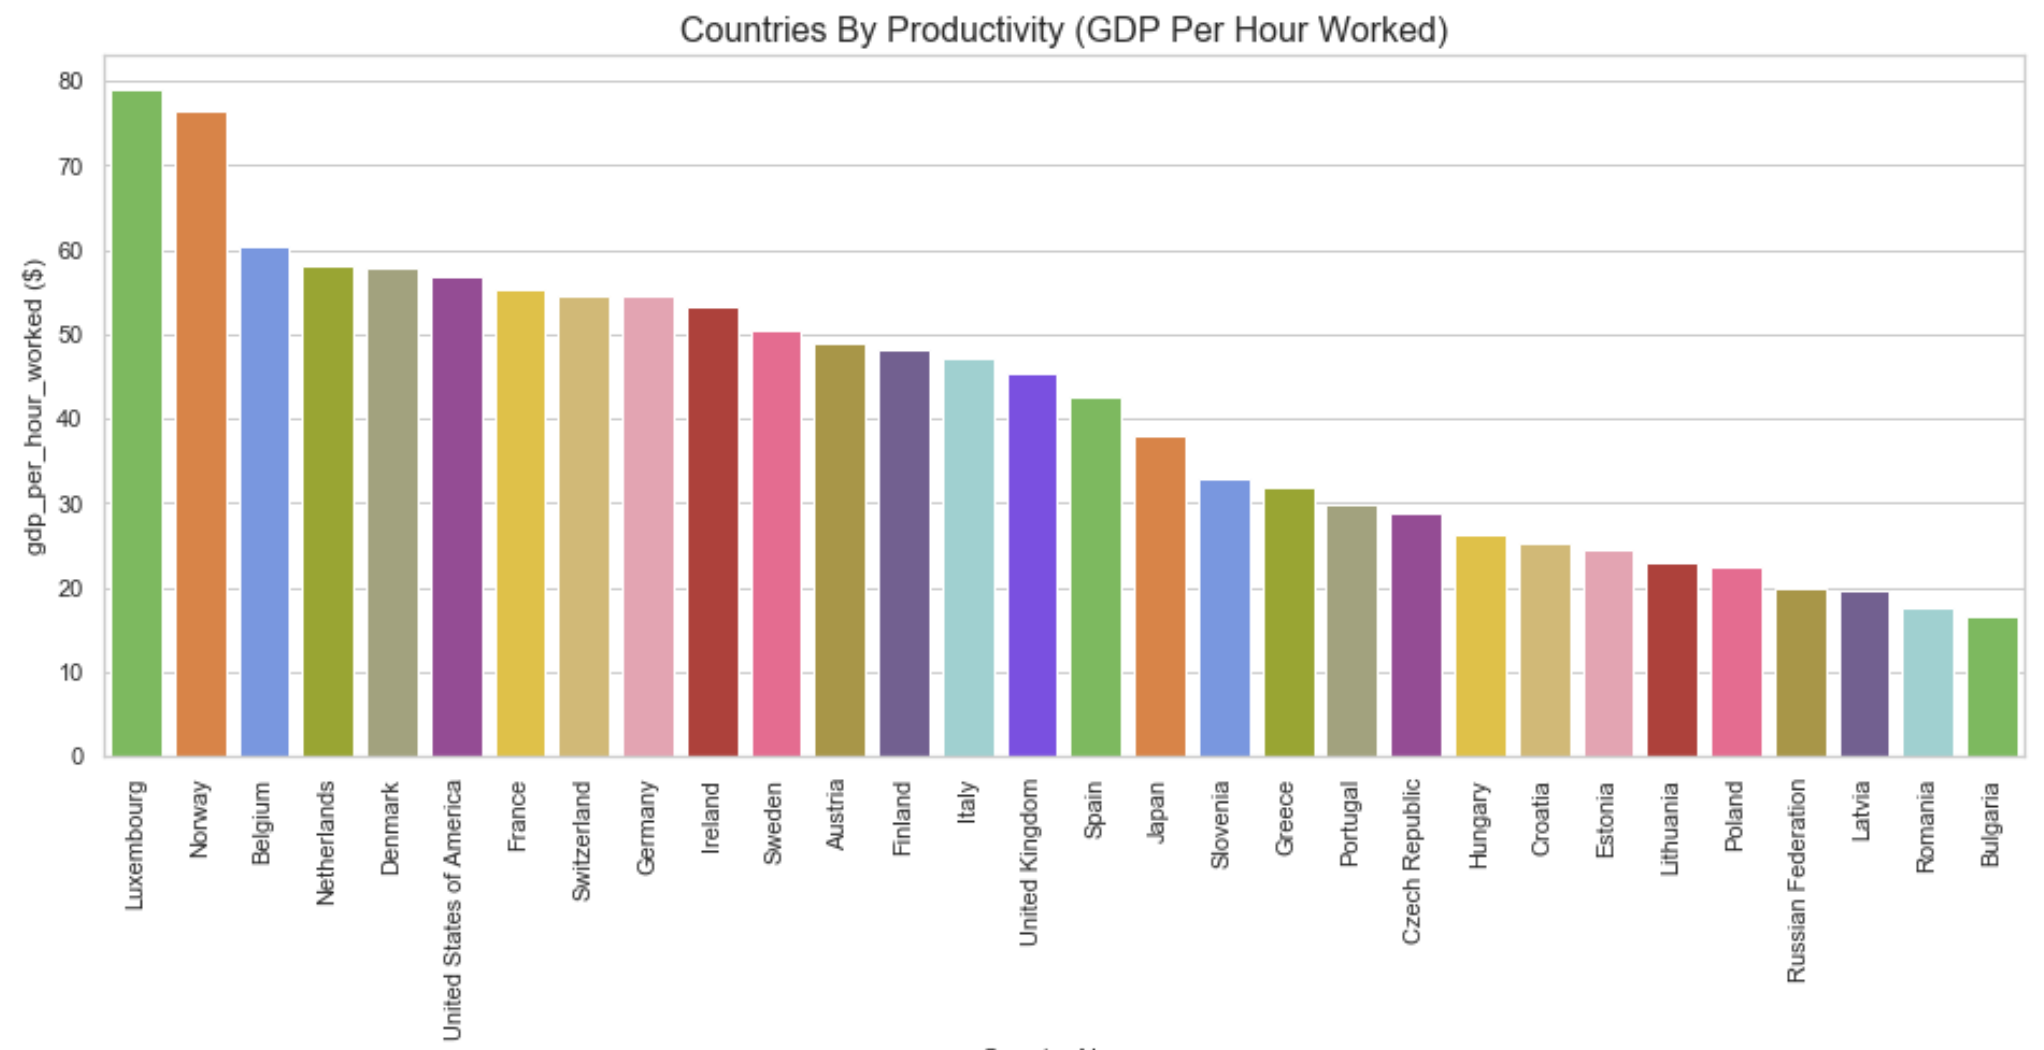 Countries By Productivity (GDP Per Hour Worked)
gdp_per_hour_worked ($)
80
70
60
50
40
30
20
10
0
Luxembourg
Norway
Belgium
Netherlands
Denmark
United States of America
France
Switzerland
Germany
Ireland
Sweden
Austria
Finland
Italy
United Kingdom
Spain
Japan
Slovenia
Greece
Portugal
Czech Republic
Hungary
Croatia
Estonia
Lithuania
Poland
Russian Federation
Latvia
Romania
Bulgaria